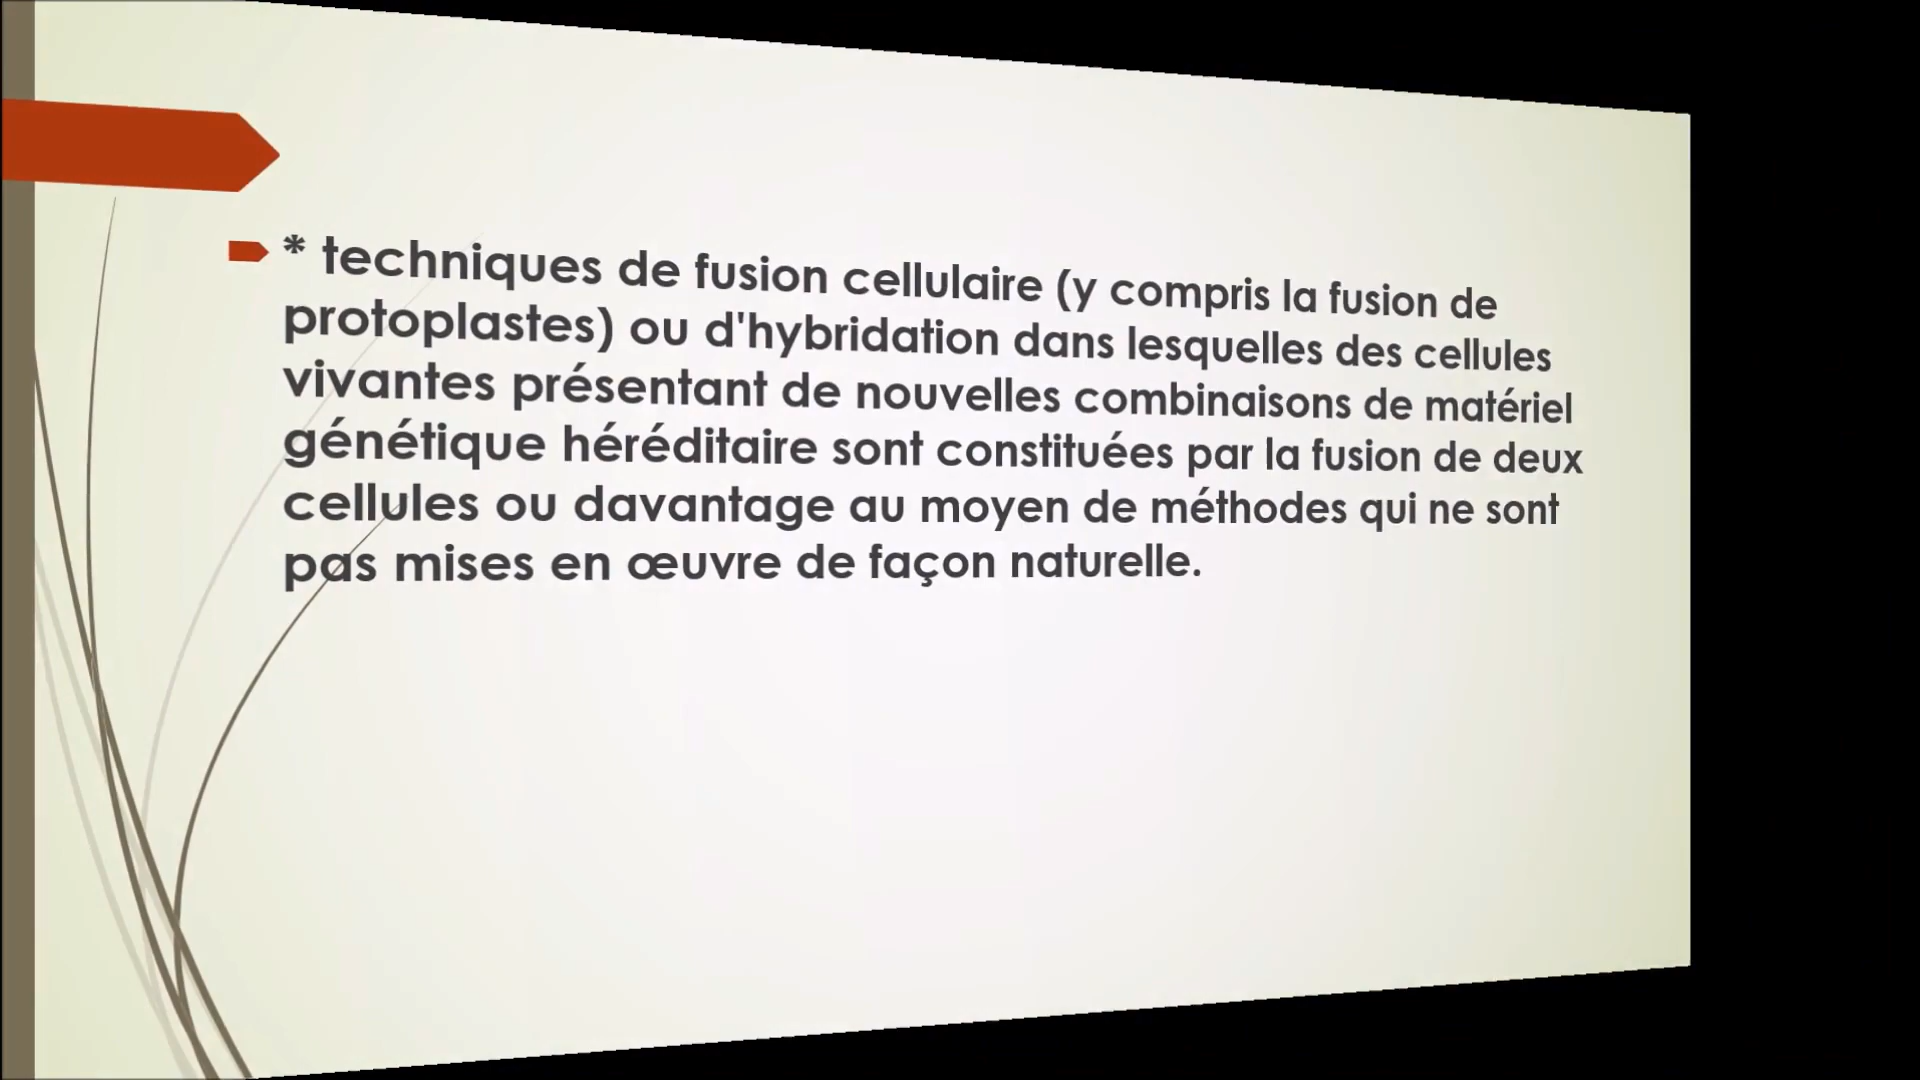 * techniques de fusion cellulaire (y compris la fusion de
protoplastes) ou d'hybridation dans lesquelles des cellules
vivantes présentant de nouvelles combinaisons de matériel
génétique héréditaire sont constituées par la fusion de deux
cellules ou davantage au moyen de méthodes qui ne sont
pas mises en œuvre de façon naturelle.